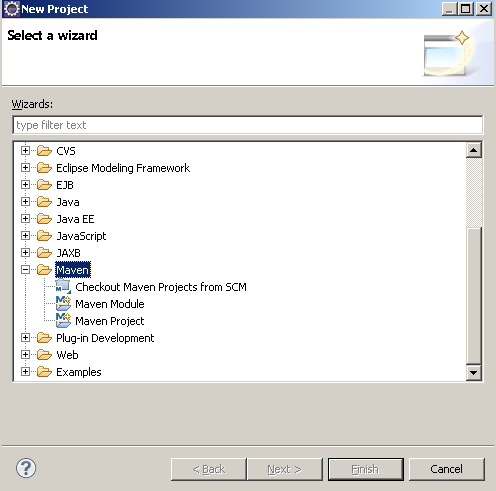 New Project
Select a wizard
Wizards:
type filter text
CVS
Eclipse Modeling Framework
EJB
Java
Java EE
JavaScript
JAXB
Maven
Checkout Maven Projects from SCM
Maven Module
Maven Project
Plug-in Development
Web
Examples
< Back
Next >
Finish
Cancel